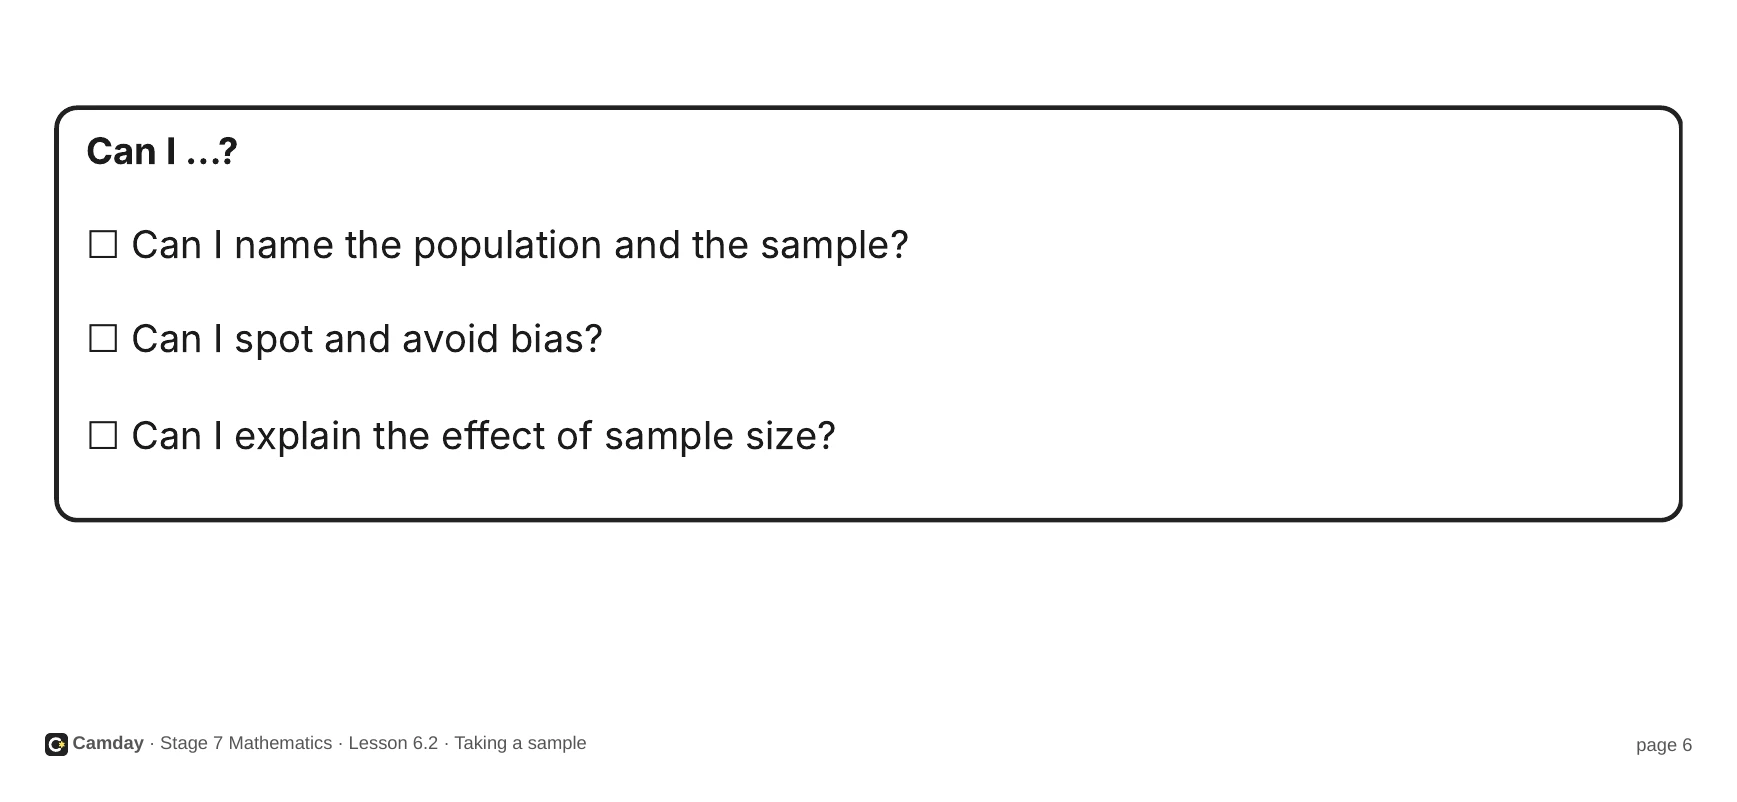 Can I …?
☐ Can I name the population and the sample?
☐ Can I spot and avoid bias?
☐ Can I explain the effect of sample size?
Camday · Stage 7 Mathematics · Lesson 6.2 · Taking a sample
page 6